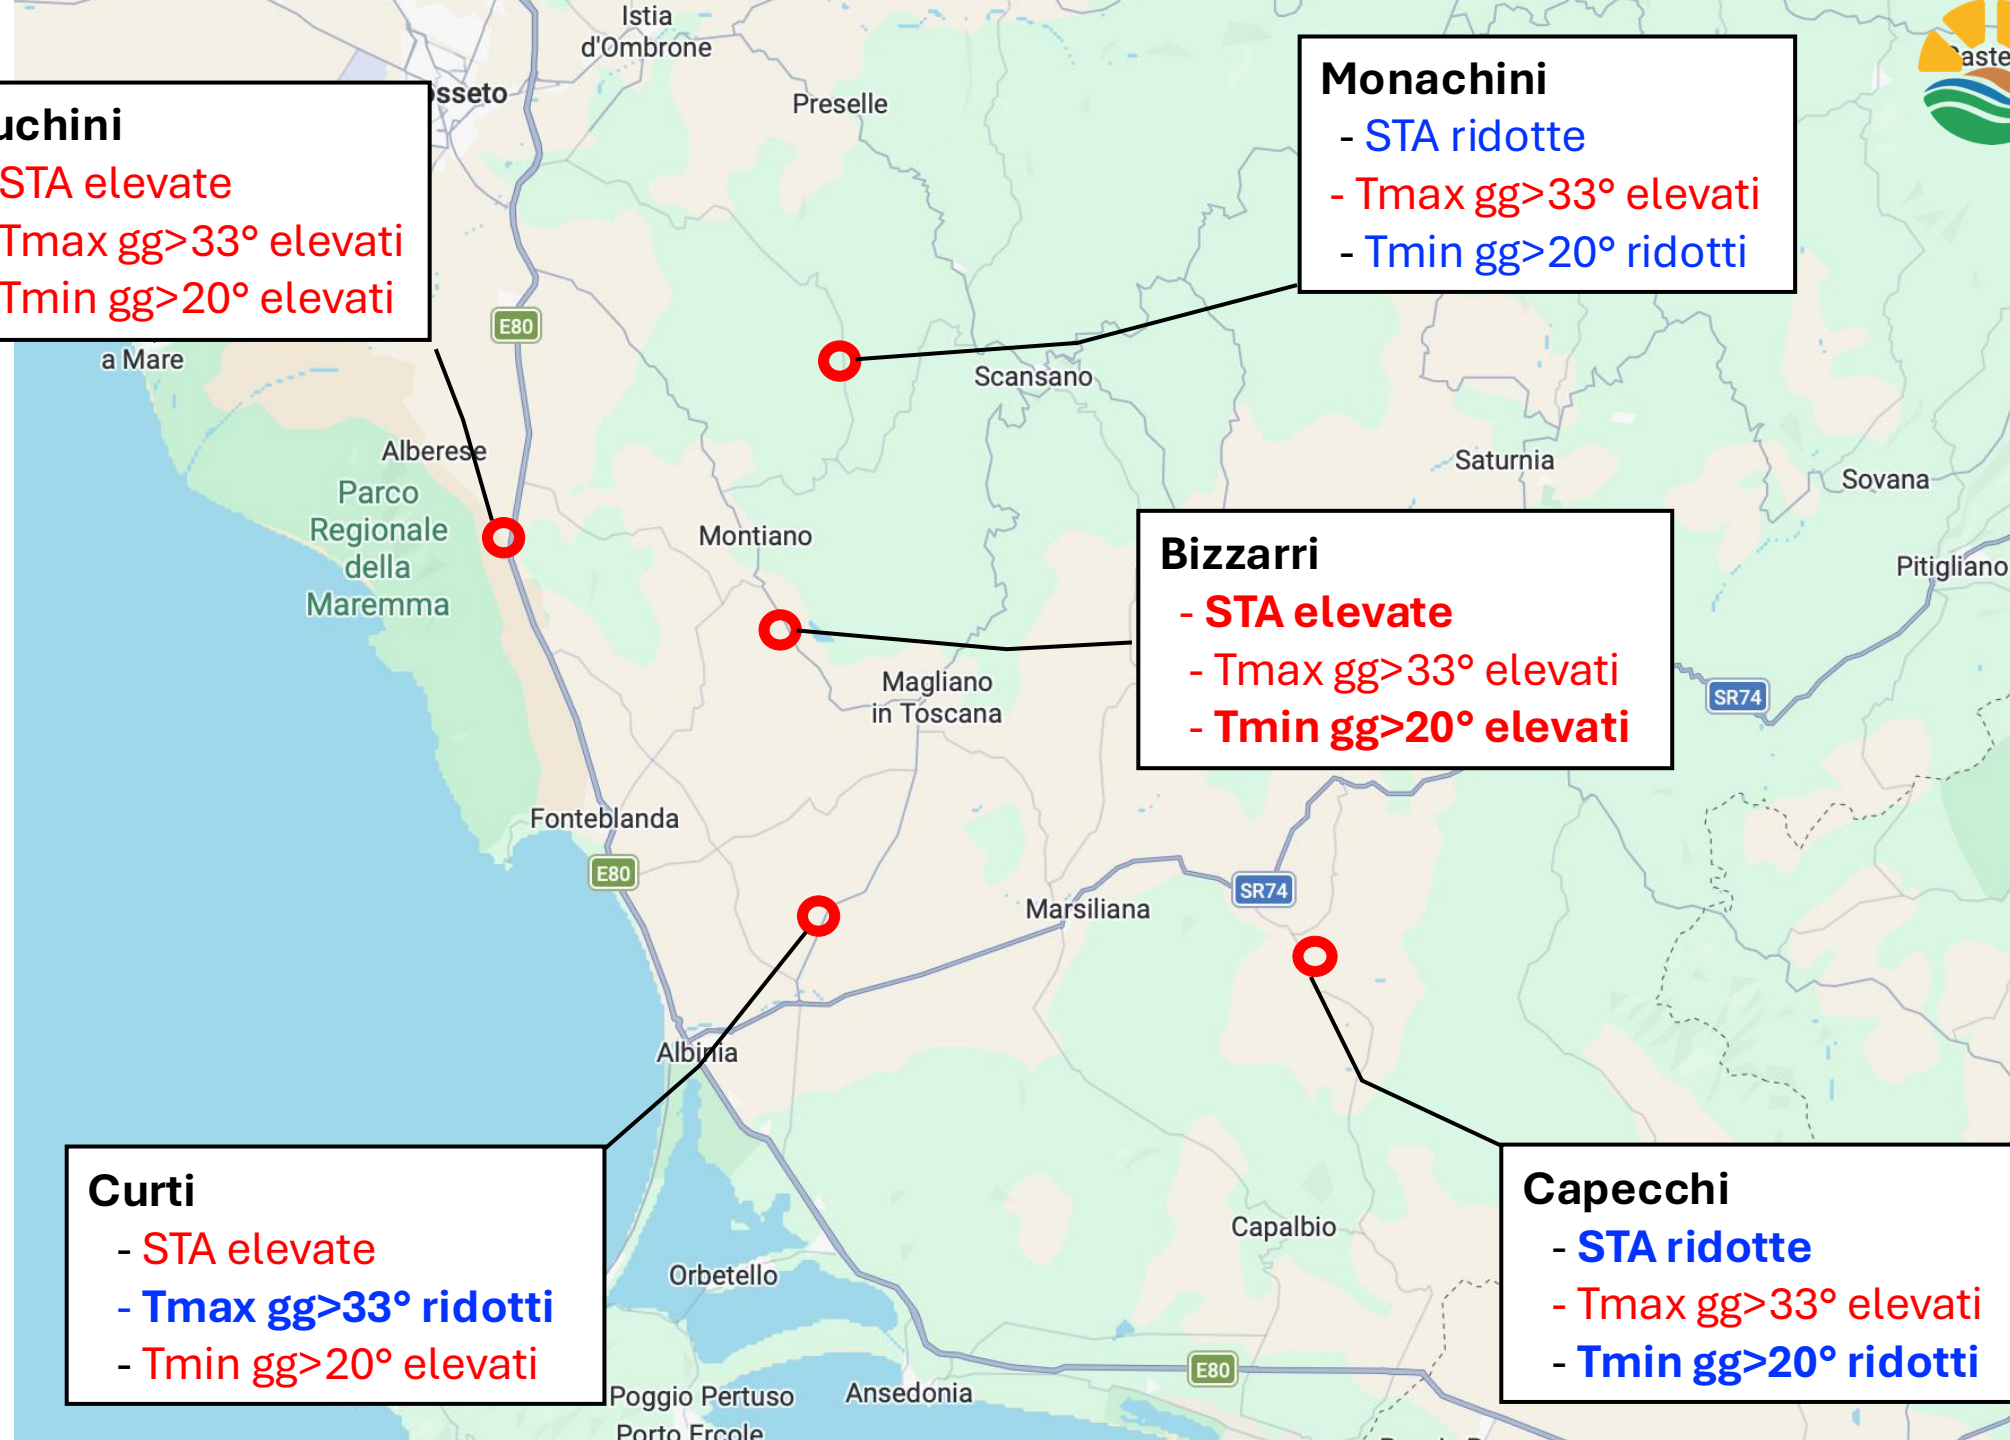 Istia
d'Ombrone
Preselle
Monachini
- STA ridotte
- Tmax gg>33° elevati
- Tmin gg>20° ridotti
STA elevate
Tmax gg>33° elevati
Tmin gg>20° elevati
E80
a Mare
Scansano
Alberese
Saturnia
Sovana
Parco
Regionale
della
Maremma
Montiano
Bizzarri
- STA elevate
- Tmax gg>33° elevati
- Tmin gg>20° elevati
Pitigliano
Magliano
in Toscana
SR74
Fonteblanda
E80
SR74
Marsiliana
Albinia
Curti
- STA elevate
- Tmax gg>33° ridotti
- Tmin gg>20° elevati
Capecchi
- STA ridotte
- Tmax gg>33° elevati
- Tmin gg>20° ridotti
Capalbio
Orbetello
E80
Poggio Pertuso
Ansedonia
Porto Ercole